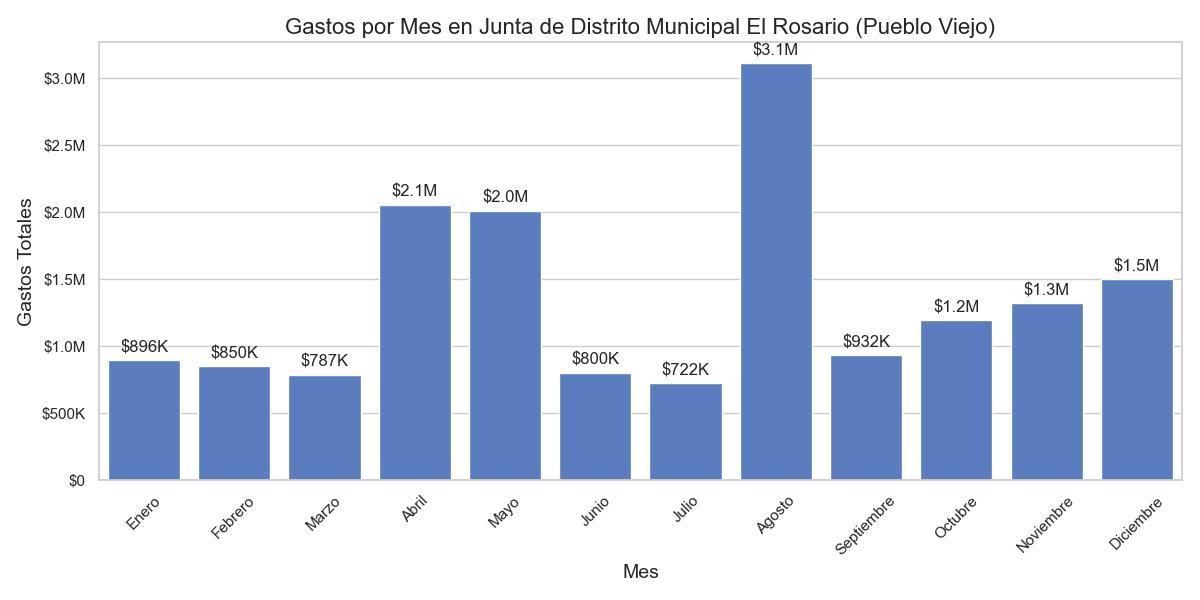 Gastos por Mes en Junta de Distrito Municipal El Rosario (Pueblo Viejo)
Gastos Totales
$3.0M
$2.5M
$2.0M
$1.5M
$1.0M
$500K
$0
$896K
$850K
$787K
$2.1M
$2.0M
$800K
$722K
$3.1M
$932K
$1.2M
$1.3M
$1.5M
Enero
Febrero
Marzo
Abril
Mayo
Junio
Julio
Agosto
Septiembre
Octubre
Noviembre
Diciembre
Mes